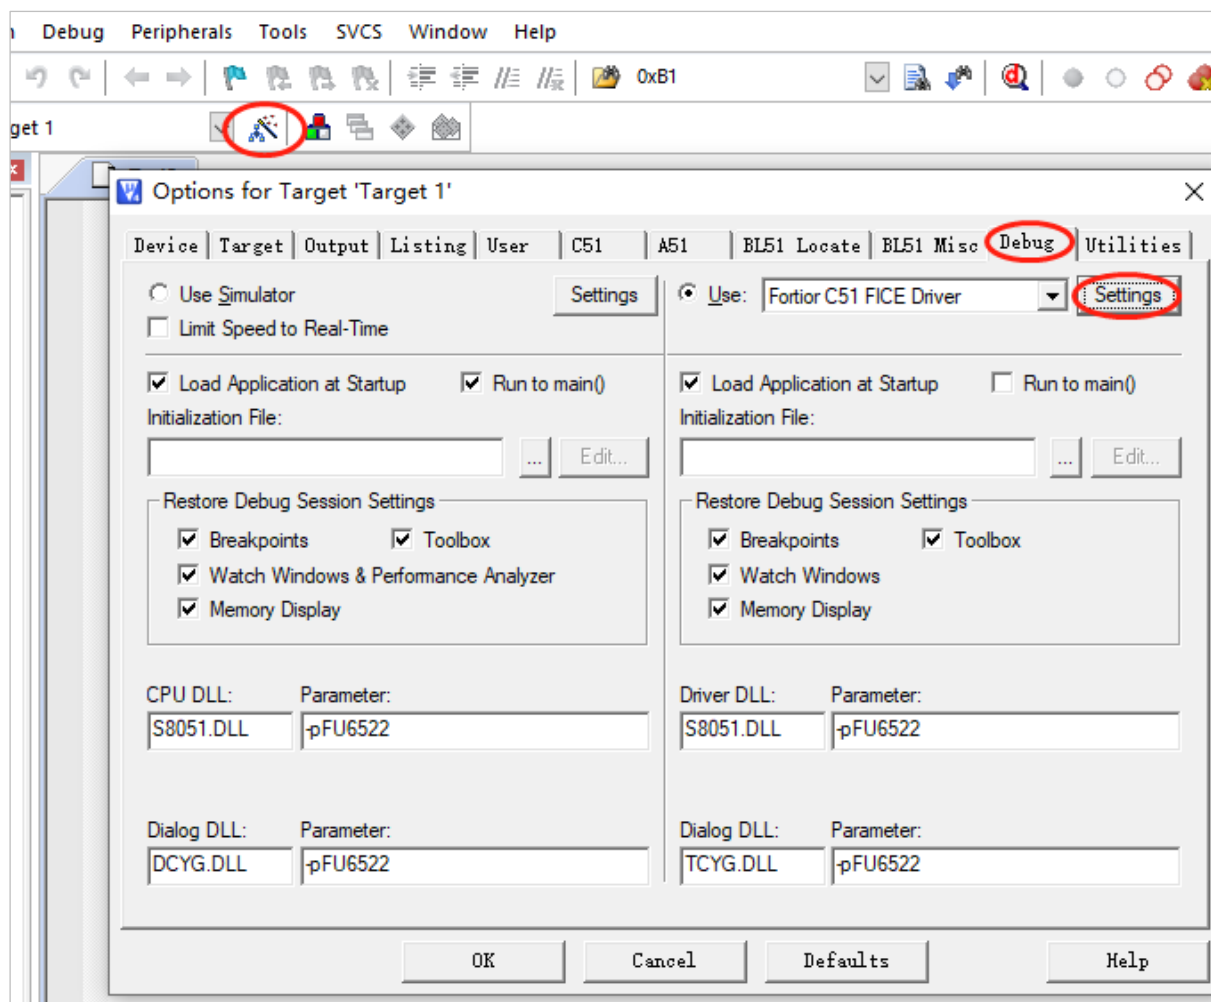 Debug Peripherals Tools SVCS Window Help
0xB1
get 1
Options for Target 'Target 1'
Device Target Output Listing User C51 A51 BL51 Locate BL51 Misc Debug Utilities
Use Simulator Settings Use: Fortior C51 FICE Driver Settings
Limit Speed to Real-Time
Load Application at Startup Run to main() Load Application at Startup Run to main()
Initialization File: Initialization File:
... Edit... ... Edit...
Restore Debug Session Settings Restore Debug Session Settings
Breakpoints Toolbox Breakpoints Toolbox
Watch Windows & Performance Analyzer Watch Windows
Memory Display Memory Display
CPU DLL: Parameter: Driver DLL: Parameter:
S8051.DLL -pFU6522 S8051.DLL -pFU6522
Dialog DLL: Parameter: Dialog DLL: Parameter:
DCYG.DLL -pFU6522 TCYG.DLL -pFU6522
OK Cancel Defaults Help